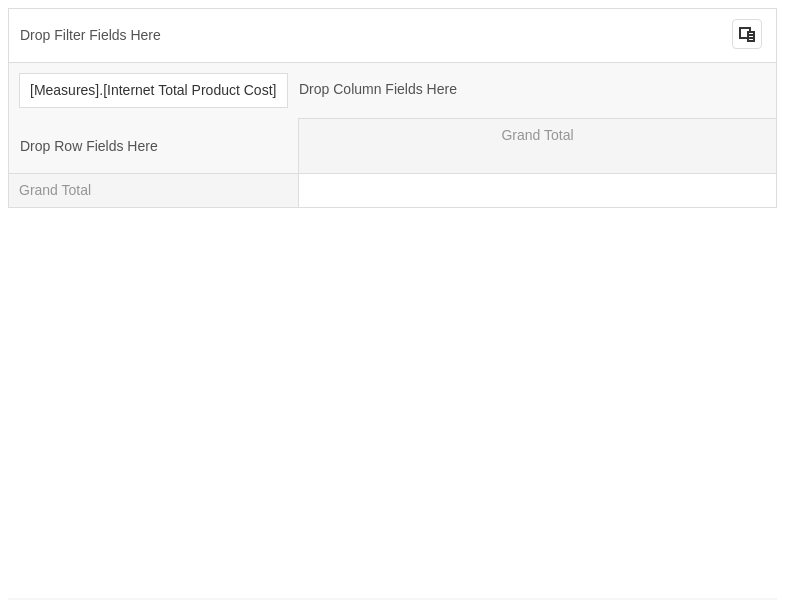 Drop Filter Fields Here
[Measures].[Internet Total Product Cost]
Drop Column Fields Here
Drop Row Fields Here
Grand Total
Grand Total